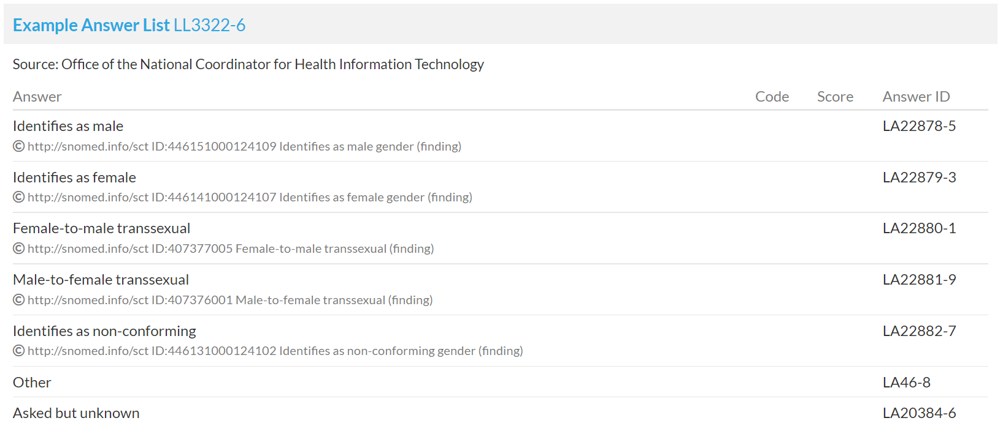 Example Answer List LL3322-6
Source: Office of the National Coordinator for Health Information Technology
Answer Code Score Answer ID
Identifies as male LA22878-5
© http://snomed.info/sct ID:446151000124109 Identifies as male gender (finding)
Identifies as female LA22879-3
© http://snomed.info/sct ID:446141000124107 Identifies as female gender (finding)
Female-to-male transsexual LA22880-1
© http://snomed.info/sct ID:407377005 Female-to-male transsexual (finding)
Male-to-female transsexual LA22881-9
© http://snomed.info/sct ID:407376001 Male-to-female transsexual (finding)
Identifies as non-conforming LA22882-7
© http://snomed.info/sct ID:446131000124102 Identifies as non-conforming gender (finding)
Other LA46-8
Asked but unknown LA20384-6